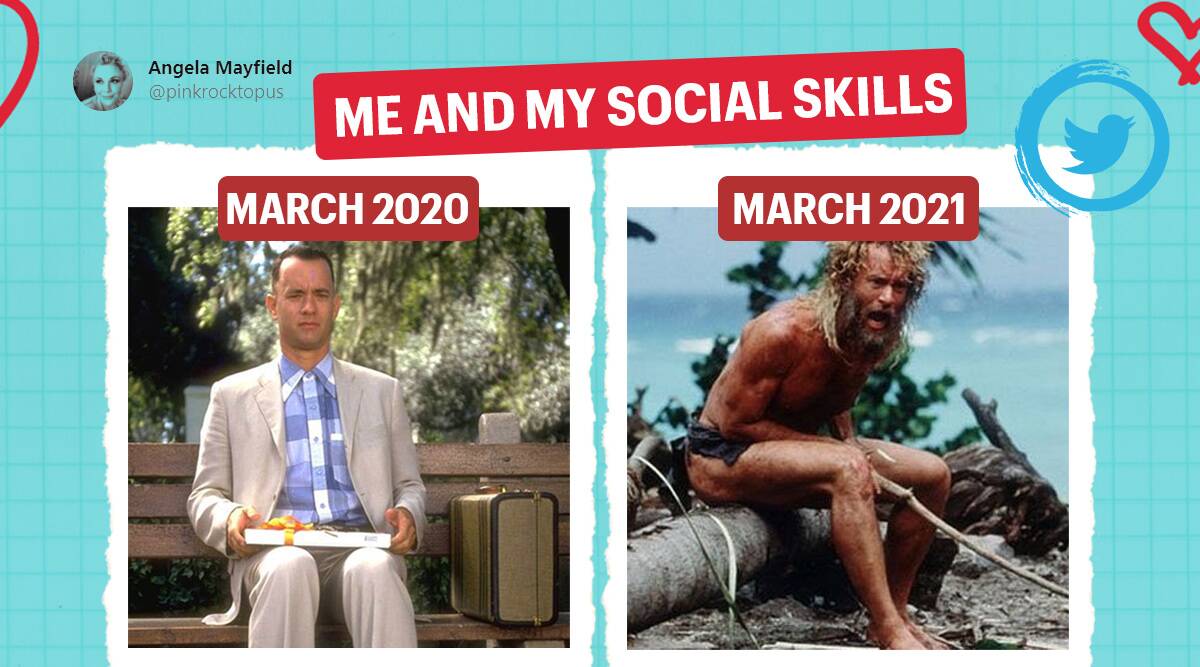 Angela Mayfield
@pinkrocktopus
ME AND MY SOCIAL SKILLS
MARCH 2020
MARCH 2021